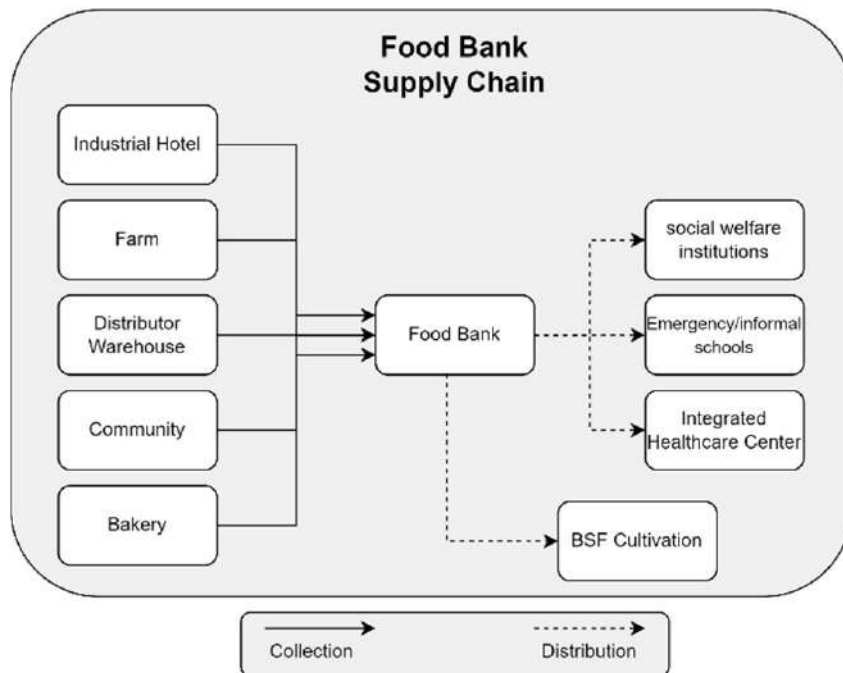 Food Bank
Supply Chain
Industrial Hotel
Farm
Distributor
Warehouse
Community
Bakery
Food Bank
social welfare
institutions
Emergency/informal
schools
Integrated
Healthcare Center
BSF Cultivation
Collection
Distribution